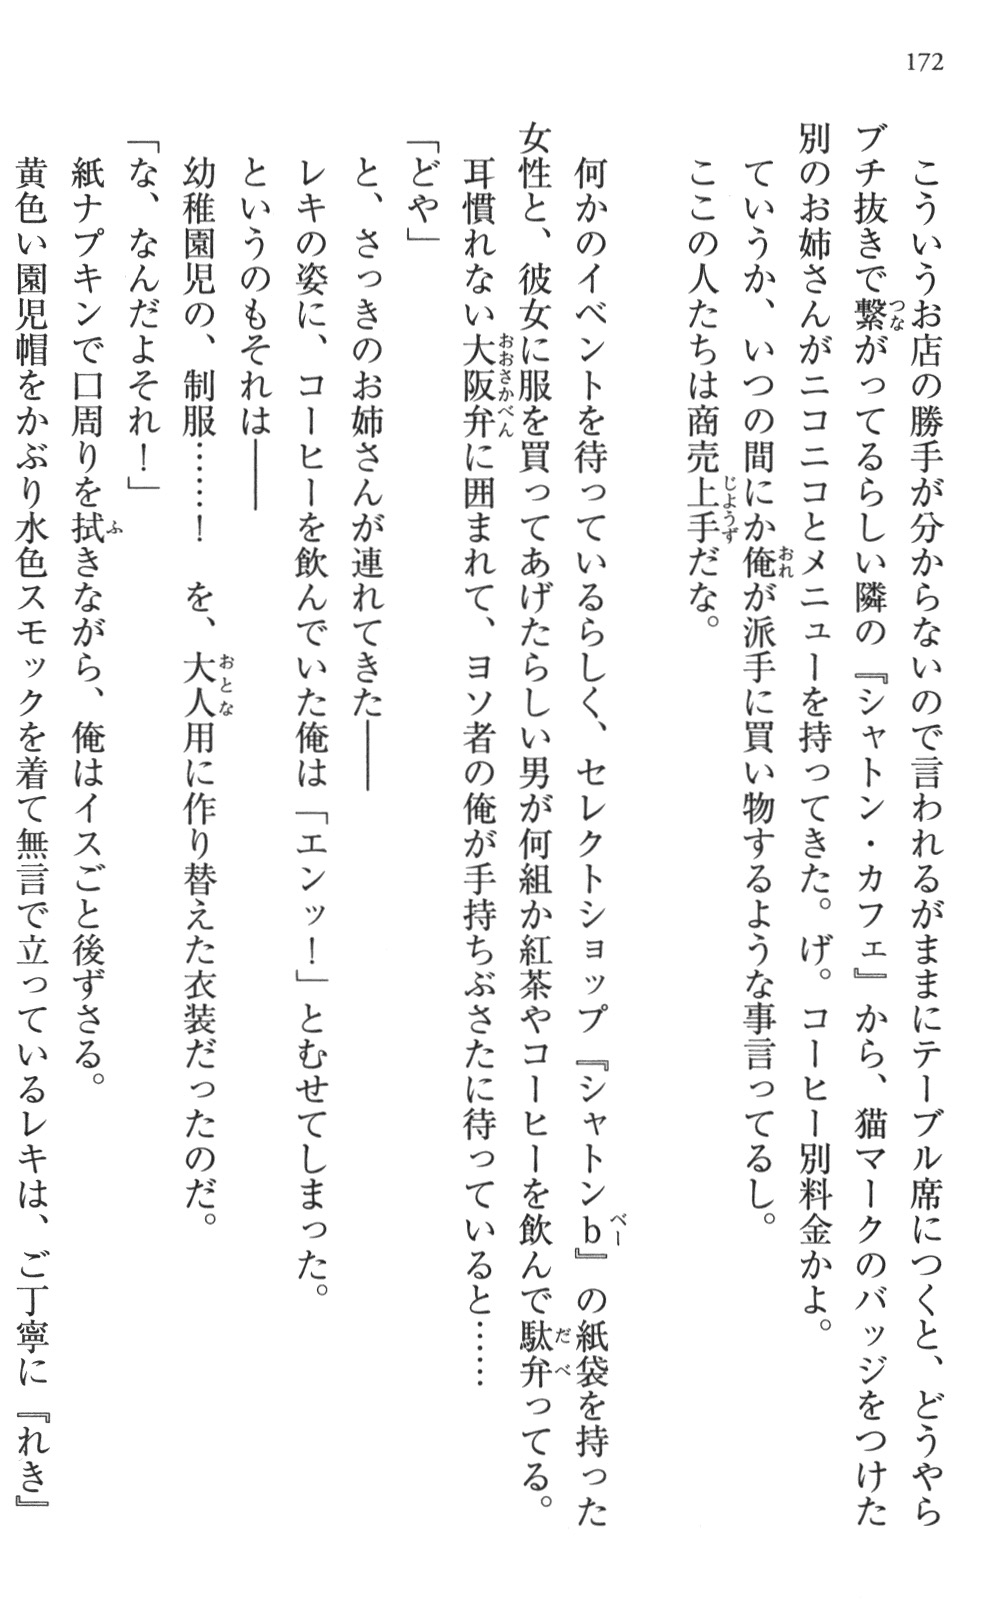 172
こういうお店の勝手が分からないので言われるがままにテーブル席につくと、どうやら
ブチ抜きで繋がってるらしい隣の『シャトン・カフェ』から、猫マークのバッジをつけた
別のお姉さんがニコニコとメニューを持ってきた。げ。コーヒー別料金かよ。
ていうか、いつの間にか俺が派手に買い物するような事言ってるし。
ここの人たちは商売上手だな。
何かのイベントを待っているらしく、セレクトショップ『シャトンb』の紙袋を持った
女性と、彼女に服を買ってあげたらしい男が何組か紅茶やコーヒーを飲んで駄弁ってる。
耳慣れない大阪弁に囲まれて、ヨソ者の俺が手持ちぶさたに待っていると……
「どや」
と、さっきのお姉さんが連れてきた――
レキの姿に、コーヒーを飲んでいた俺は「エンッ！」とむせてしまった。
というのもそれは――
幼稚園児の、制服……！　を、大人用に作り替えた衣装だったのだ。
「な、なんだよそれ！」
紙ナプキンで口周りを拭きながら、俺はイスごと後ずさる。
黄色い園児帽をかぶり水色スモックを着て無言で立っているレキは、ご丁寧に『れき』